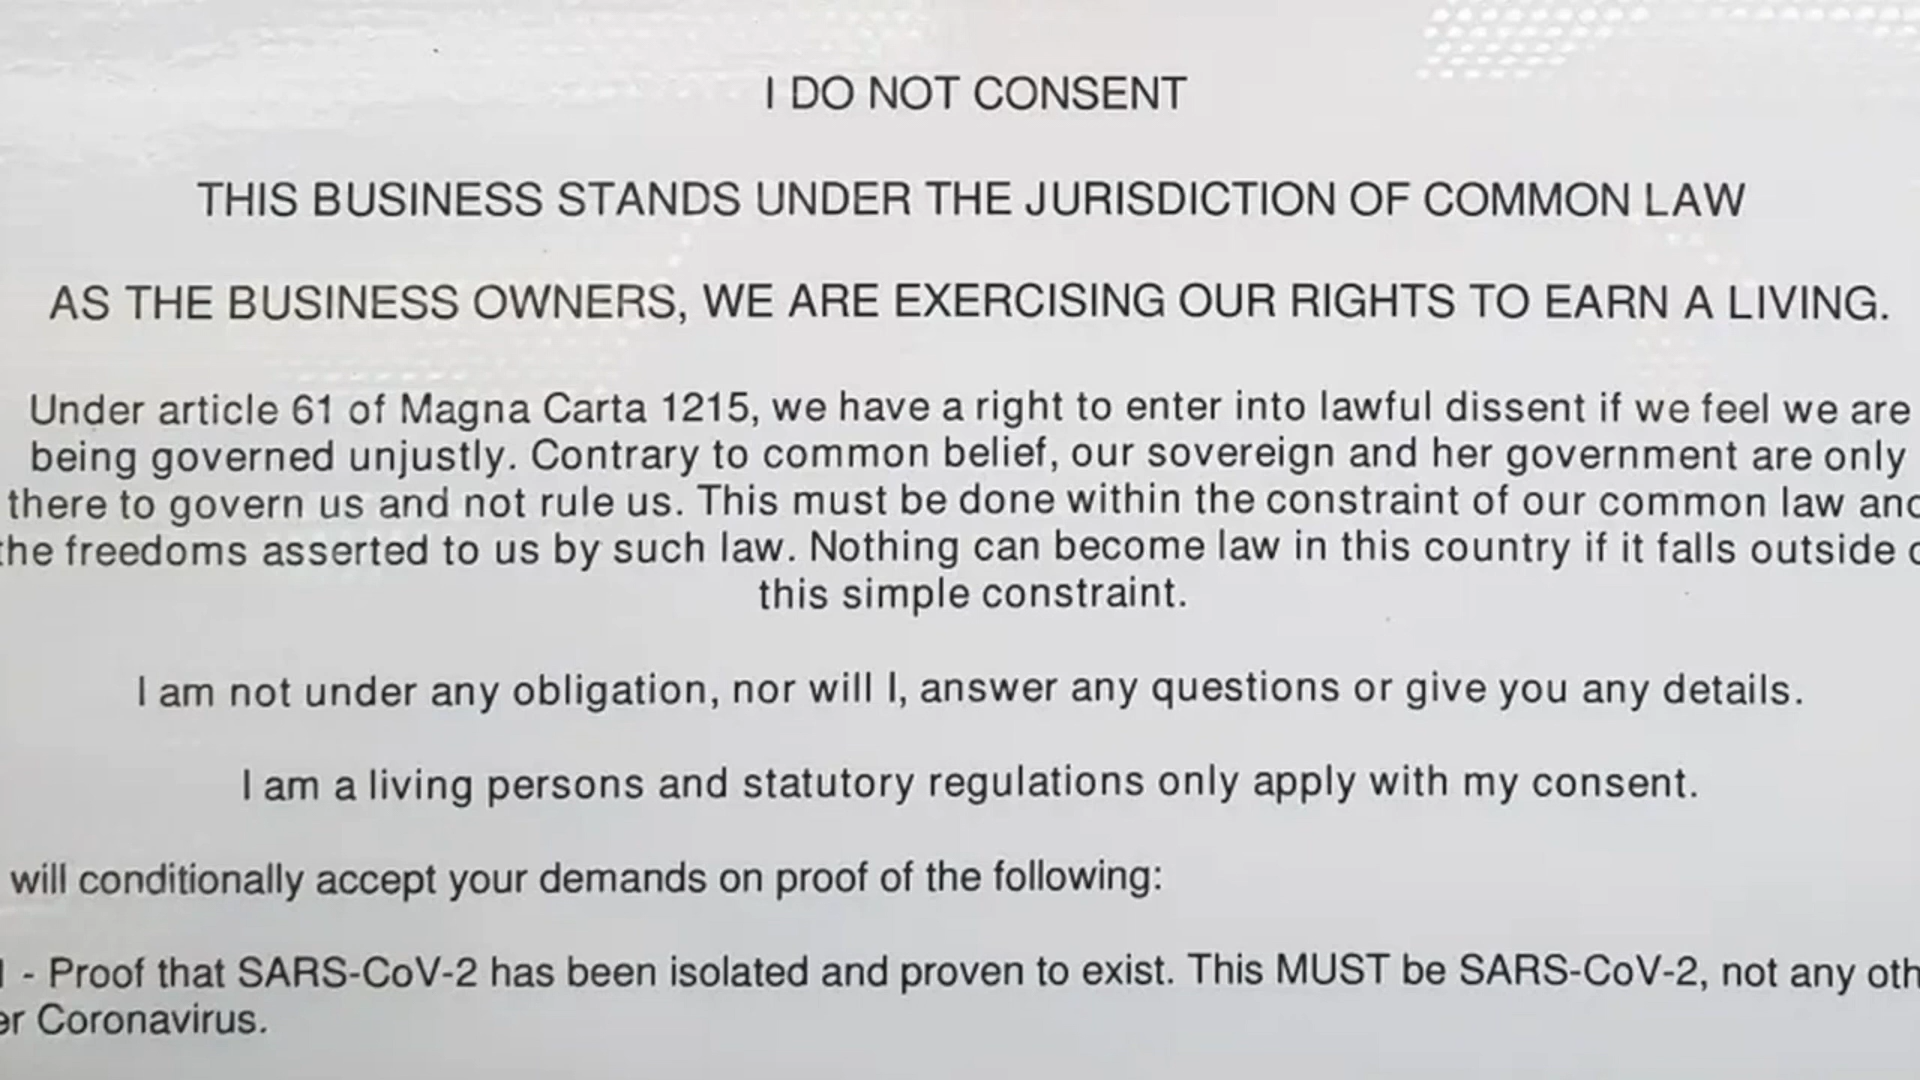 I DO NOT CONSENT
THIS BUSINESS STANDS UNDER THE JURISDICTION OF COMMON LAW
AS THE BUSINESS OWNERS, WE ARE EXERCISING OUR RIGHTS TO EARN A LIVING.
Under article 61 of Magna Carta 1215, we have a right to enter into lawful dissent if we feel we are
being governed unjustly. Contrary to common belief, our sovereign and her government are only
there to govern us and not rule us. This must be done within the constraint of our common law and
the freedoms asserted to us by such law. Nothing can become law in this country if it falls outside
this simple constraint.
I am not under any obligation, nor will I, answer any questions or give you any details.
I am a living persons and statutory regulations only apply with my consent.
will conditionally accept your demands on proof of the following:
1 - Proof that SARS-CoV-2 has been isolated and proven to exist. This MUST be SARS-CoV-2, not any oth
er Coronavirus.